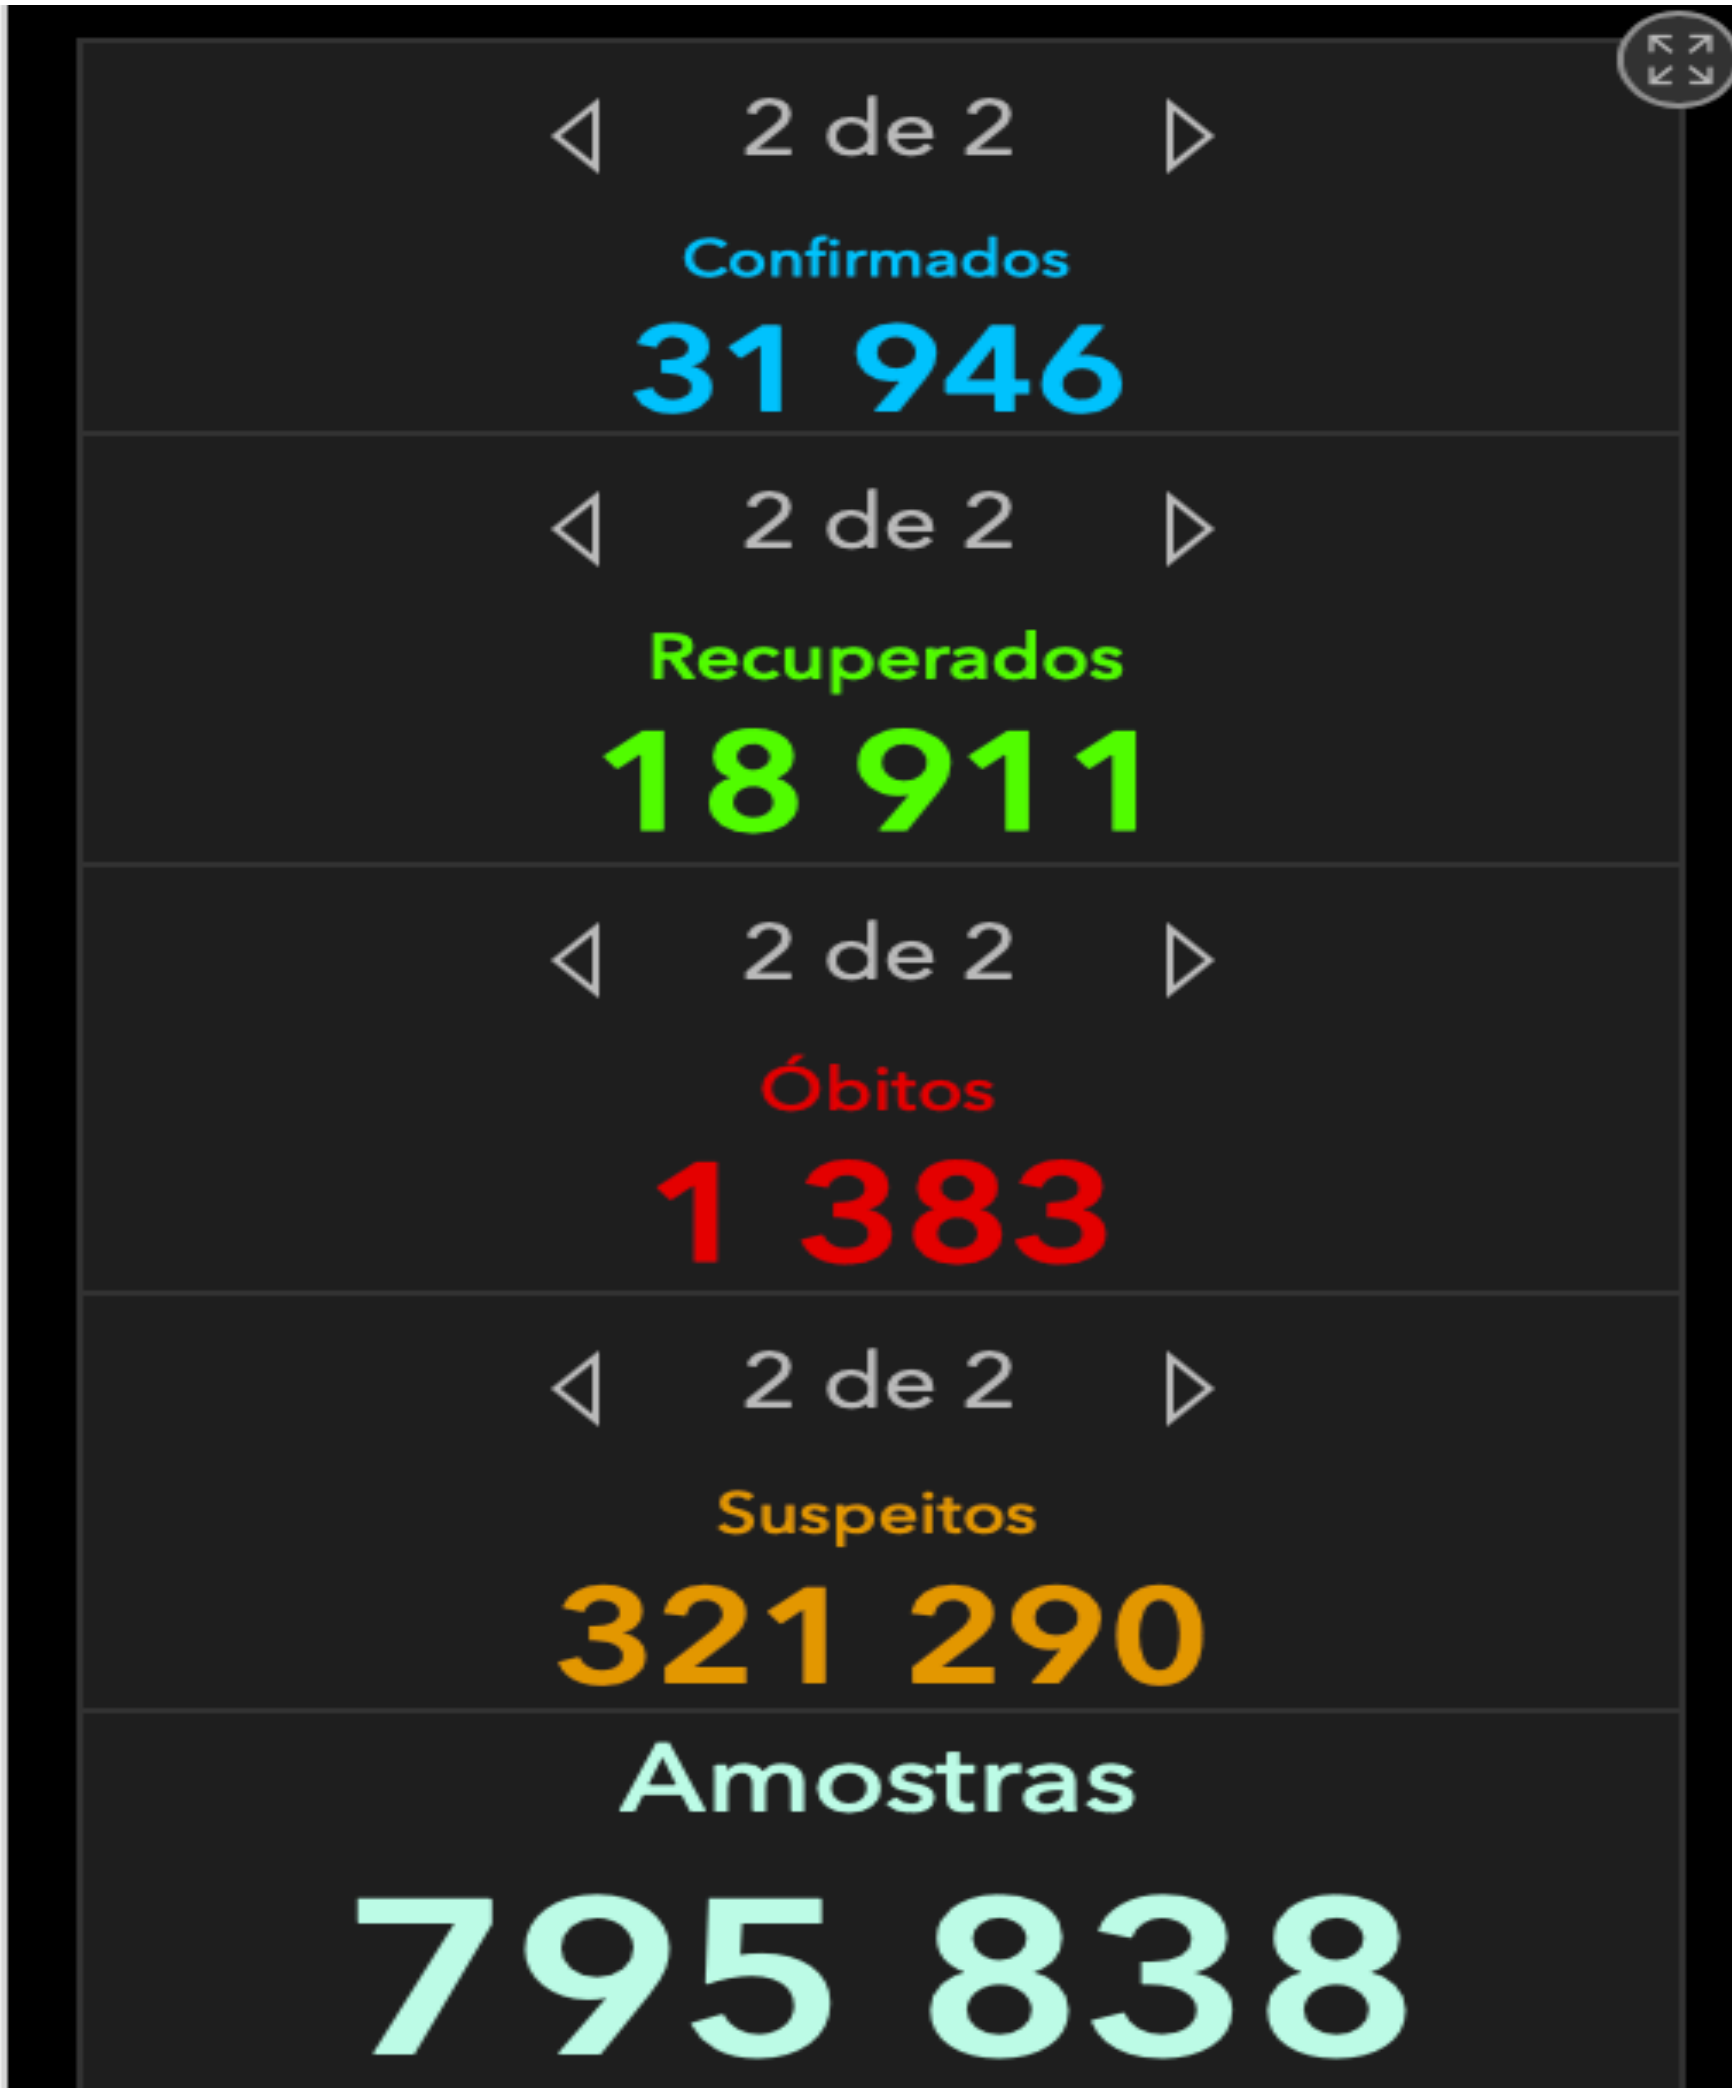 2 de 2
Confirmados
31 946
2 de 2
Recuperados
18 911
2 de 2
Óbitos
1 383
2 de 2
Suspeitos
321 290
Amostras
795 838